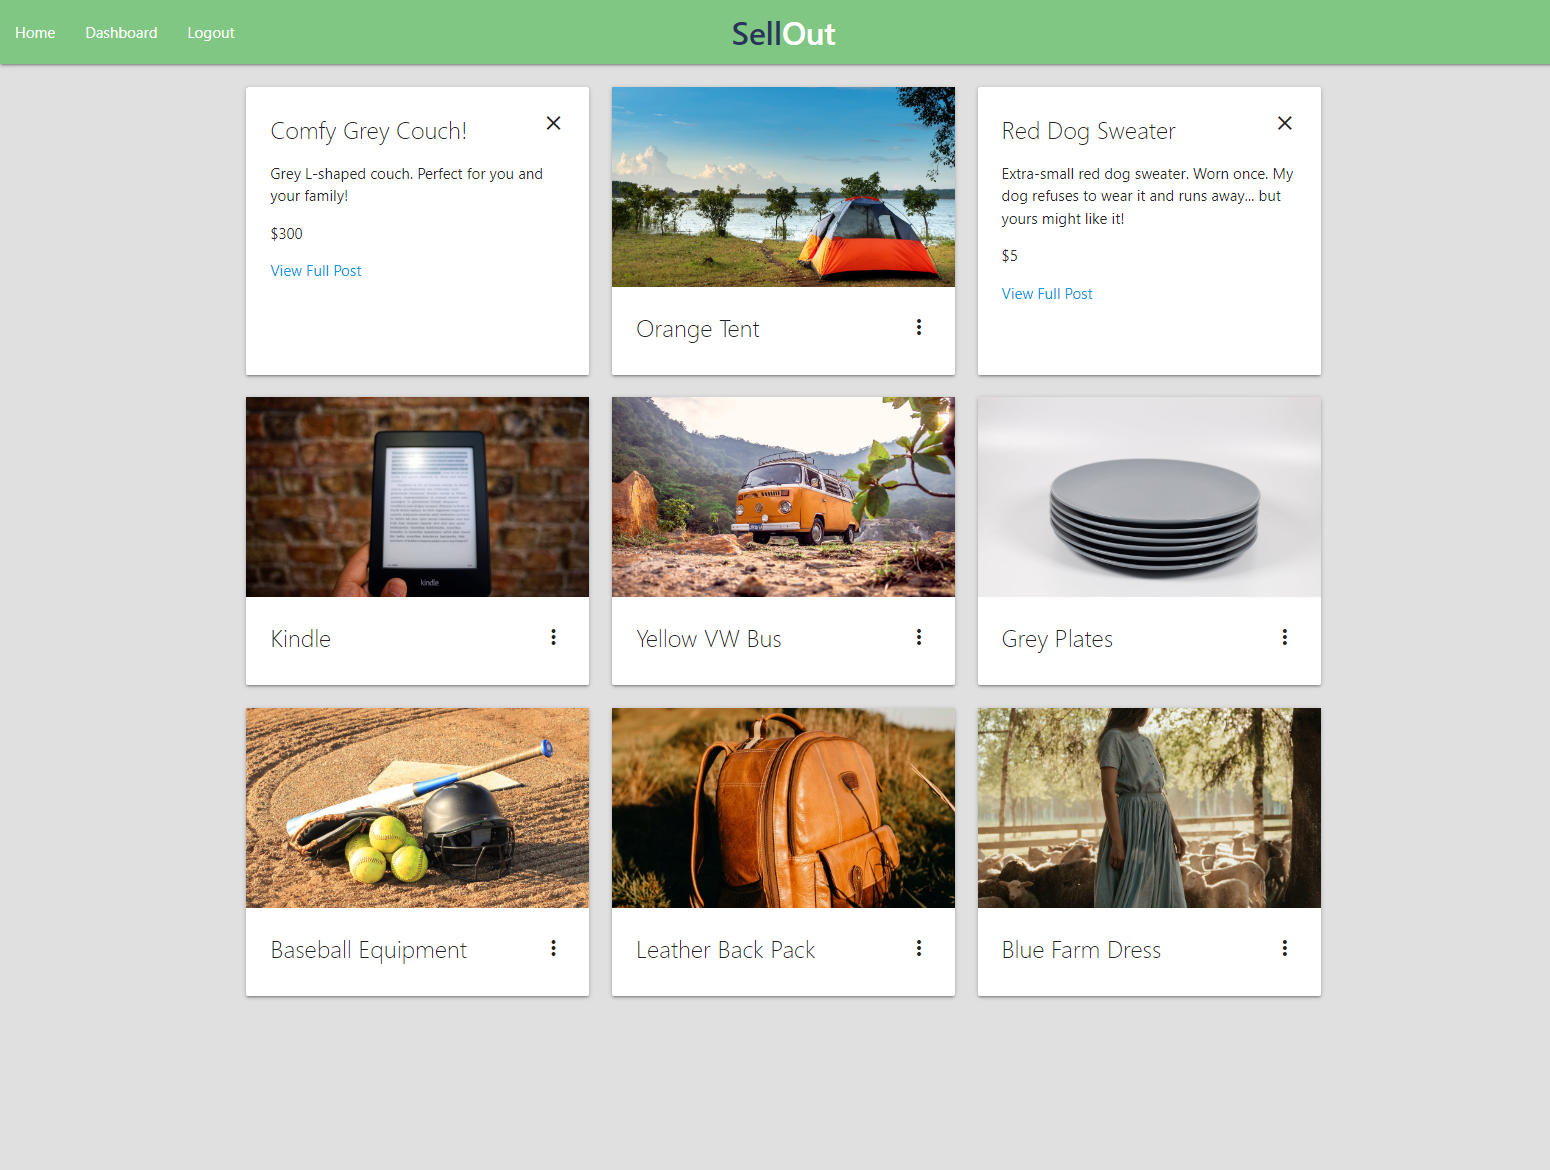 Home Dashboard Logout SellOut
Comfy Grey Couch!
Grey L-shaped couch. Perfect for you and
your family!
$300
View Full Post
Orange Tent
Red Dog Sweater
Extra-small red dog sweater. Worn once. My
dog refuses to wear it and runs away... but
yours might like it!
$5
View Full Post
kindle
Kindle
Yellow VW Bus
Grey Plates
Baseball Equipment
Leather Back Pack
Blue Farm Dress